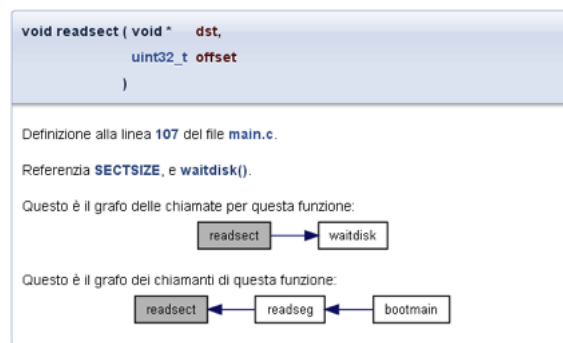 void readsect ( void * dst,
uint32_t offset
)
Definizione alla linea 107 del file main.c.
Referenzia SECTSIZE, e waitdisk().
Questo è il grafo delle chiamate per questa funzione:
readsect waitdisk
Questo è il grafo dei chiamanti di questa funzione:
readsect readseg bootmain